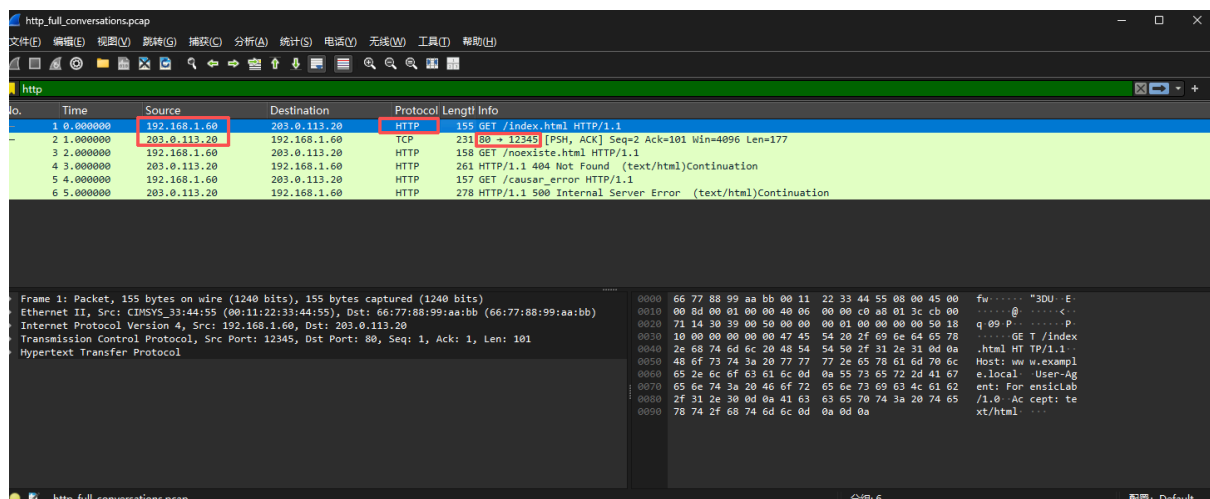 http_full_conversations.pcap
文件(F) 编辑(E) 视图(V) 跳转(G) 捕获(C) 分析(A) 统计(S) 电话(Y) 无线(W) 工具(T) 帮助(H)
http
No. Time Source Destination Protocol Length Info
1 0.000000 192.168.1.60 203.0.113.20 HTTP 155 GET /index.html HTTP/1.1
2 1.000000 203.0.113.20 192.168.1.60 TCP 231 80 → 12345 [PSH, ACK] Seq=2 Ack=101 Win=4096 Len=177
3 2.000000 192.168.1.60 203.0.113.20 HTTP 158 GET /noexiste.html HTTP/1.1
4 3.000000 203.0.113.20 192.168.1.60 HTTP 261 HTTP/1.1 404 Not Found (text/html)Continuation
5 4.000000 192.168.1.60 203.0.113.20 HTTP 157 GET /causar_error HTTP/1.1
6 5.000000 203.0.113.20 192.168.1.60 HTTP 278 HTTP/1.1 500 Internal Server Error (text/html)Continuation
Frame 1: Packet, 155 bytes on wire (1240 bits), 155 bytes captured (1240 bits)
Ethernet II, Src: CIMSYS_33:44:55 (00:11:22:33:44:55), Dst: 66:77:88:99:aa:bb (66:77:88:99:aa:bb)
Internet Protocol Version 4, Src: 192.168.1.60, Dst: 203.0.113.20
Transmission Control Protocol, Src Port: 12345, Dst Port: 80, Seq: 1, Ack: 1, Len: 101
Hypertext Transfer Protocol
0000 66 77 88 99 aa bb 00 11 22 33 44 55 08 00 45 00 fw······ "3DU··E·
0010 00 8d 00 01 00 00 40 06 00 00 c0 a8 01 3c cb 00 ······@· ·····<··
0020 71 14 30 39 00 50 00 00 00 01 00 00 00 00 50 18 q·09·P·· ······P·
0030 10 00 00 00 00 00 47 45 54 20 2f 69 6e 64 65 78 ······GE T /index
0040 2e 68 74 6d 6c 20 48 54 54 50 2f 31 2e 31 0d 0a .html HT TP/1.1··
0050 48 6f 73 74 3a 20 77 77 77 2e 65 78 61 6d 70 6c Host: ww w.exampl
0060 65 2e 6c 6f 63 61 6c 0d 0a 55 73 65 72 2d 41 67 e.local· ·User-Ag
0070 65 6e 74 3a 20 46 6f 72 65 6e 73 69 63 4c 61 62 ent: For ensicLab
0080 2f 31 2e 30 0d 0a 41 63 63 65 70 74 3a 20 74 65 /1.0··Ac cept: te
0090 78 74 2f 68 74 6d 6c 0d 0a 0d 0a xt/html· ···
http_full_conversations.pcap 分组: 6 配置: Default